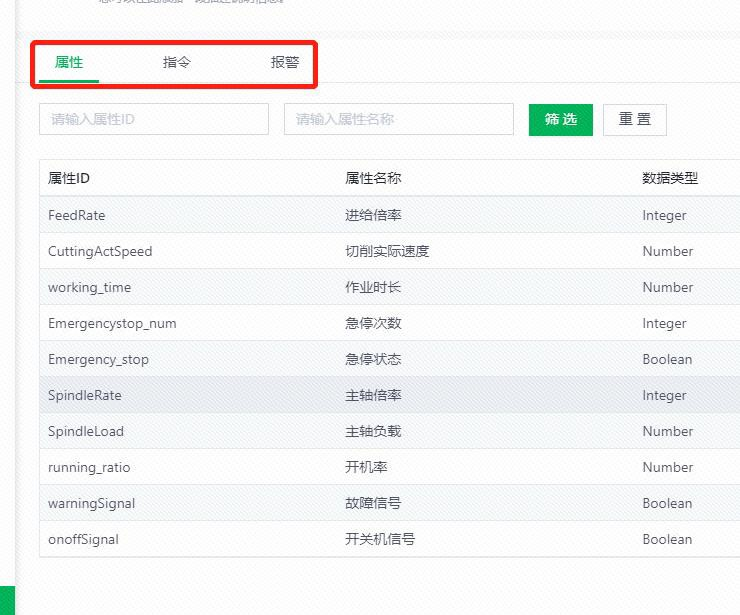 属性 指令 报警
请输入属性ID 请输入属性名称 筛选 重置
属性ID 属性名称 数据类型
FeedRate 进给倍率 Integer
CuttingActSpeed 切削实际速度 Number
working_time 作业时长 Number
Emergencystop_num 急停次数 Integer
Emergency_stop 急停状态 Boolean
SpindleRate 主轴倍率 Integer
SpindleLoad 主轴负载 Number
running_ratio 开机率 Number
warningSignal 故障信号 Boolean
onoffSignal 开关机信号 Boolean